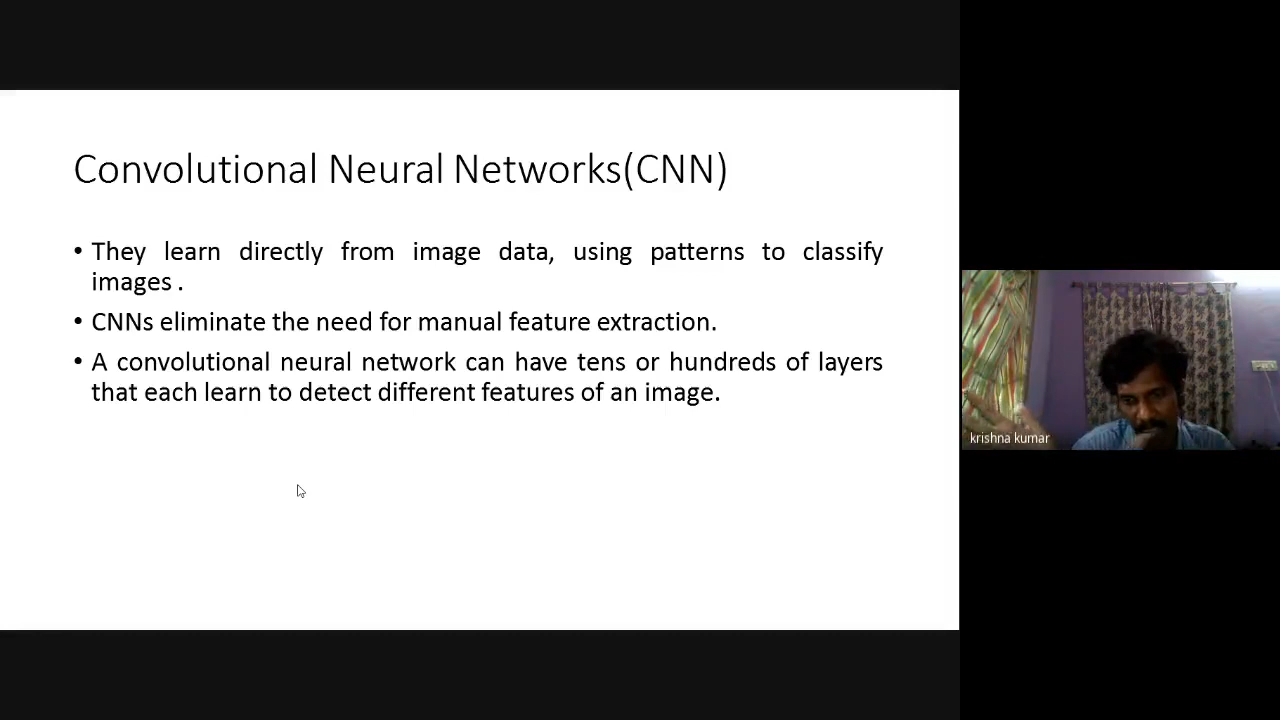 Convolutional Neural Networks(CNN)
• They learn directly from image data, using patterns to classify
images .
• CNNs eliminate the need for manual feature extraction.
• A convolutional neural network can have tens or hundreds of layers
that each learn to detect different features of an image.
krishna kumar